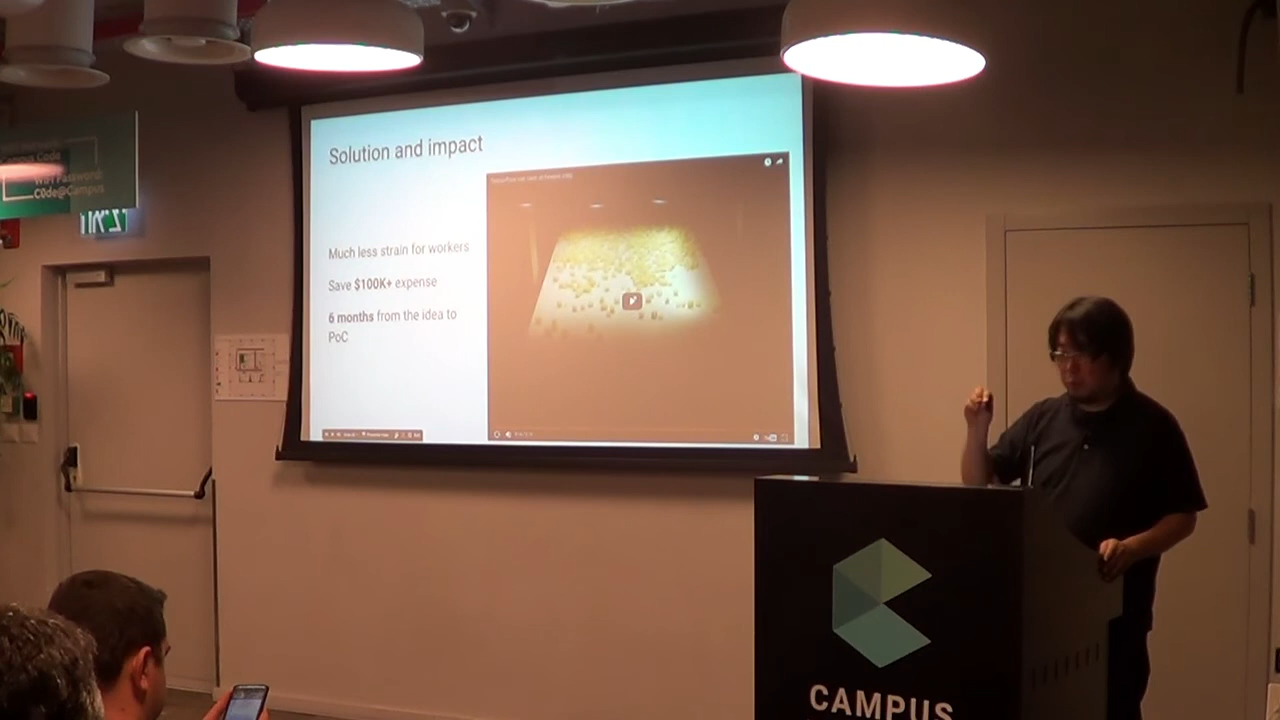 Solution and impact
Much less strain for workers
Save $100K+ expense
6 months from the idea to
PoC
WiFi Password:
C0de@Campus
CAMPUS